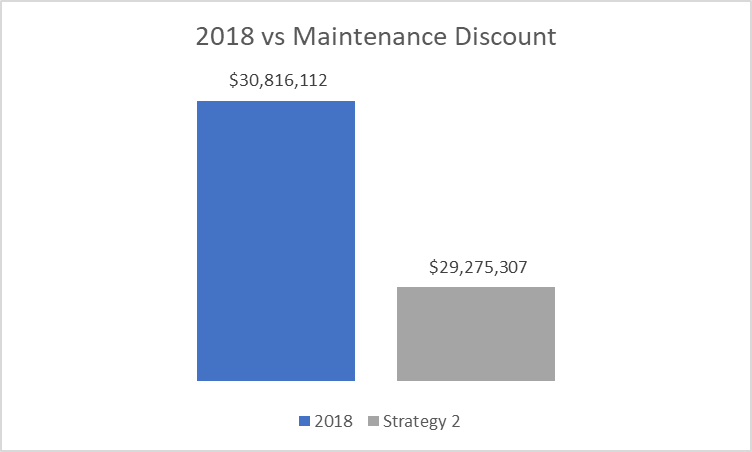 2018 vs Maintenance Discount
$30,816,112
$29,275,307
2018 Strategy 2